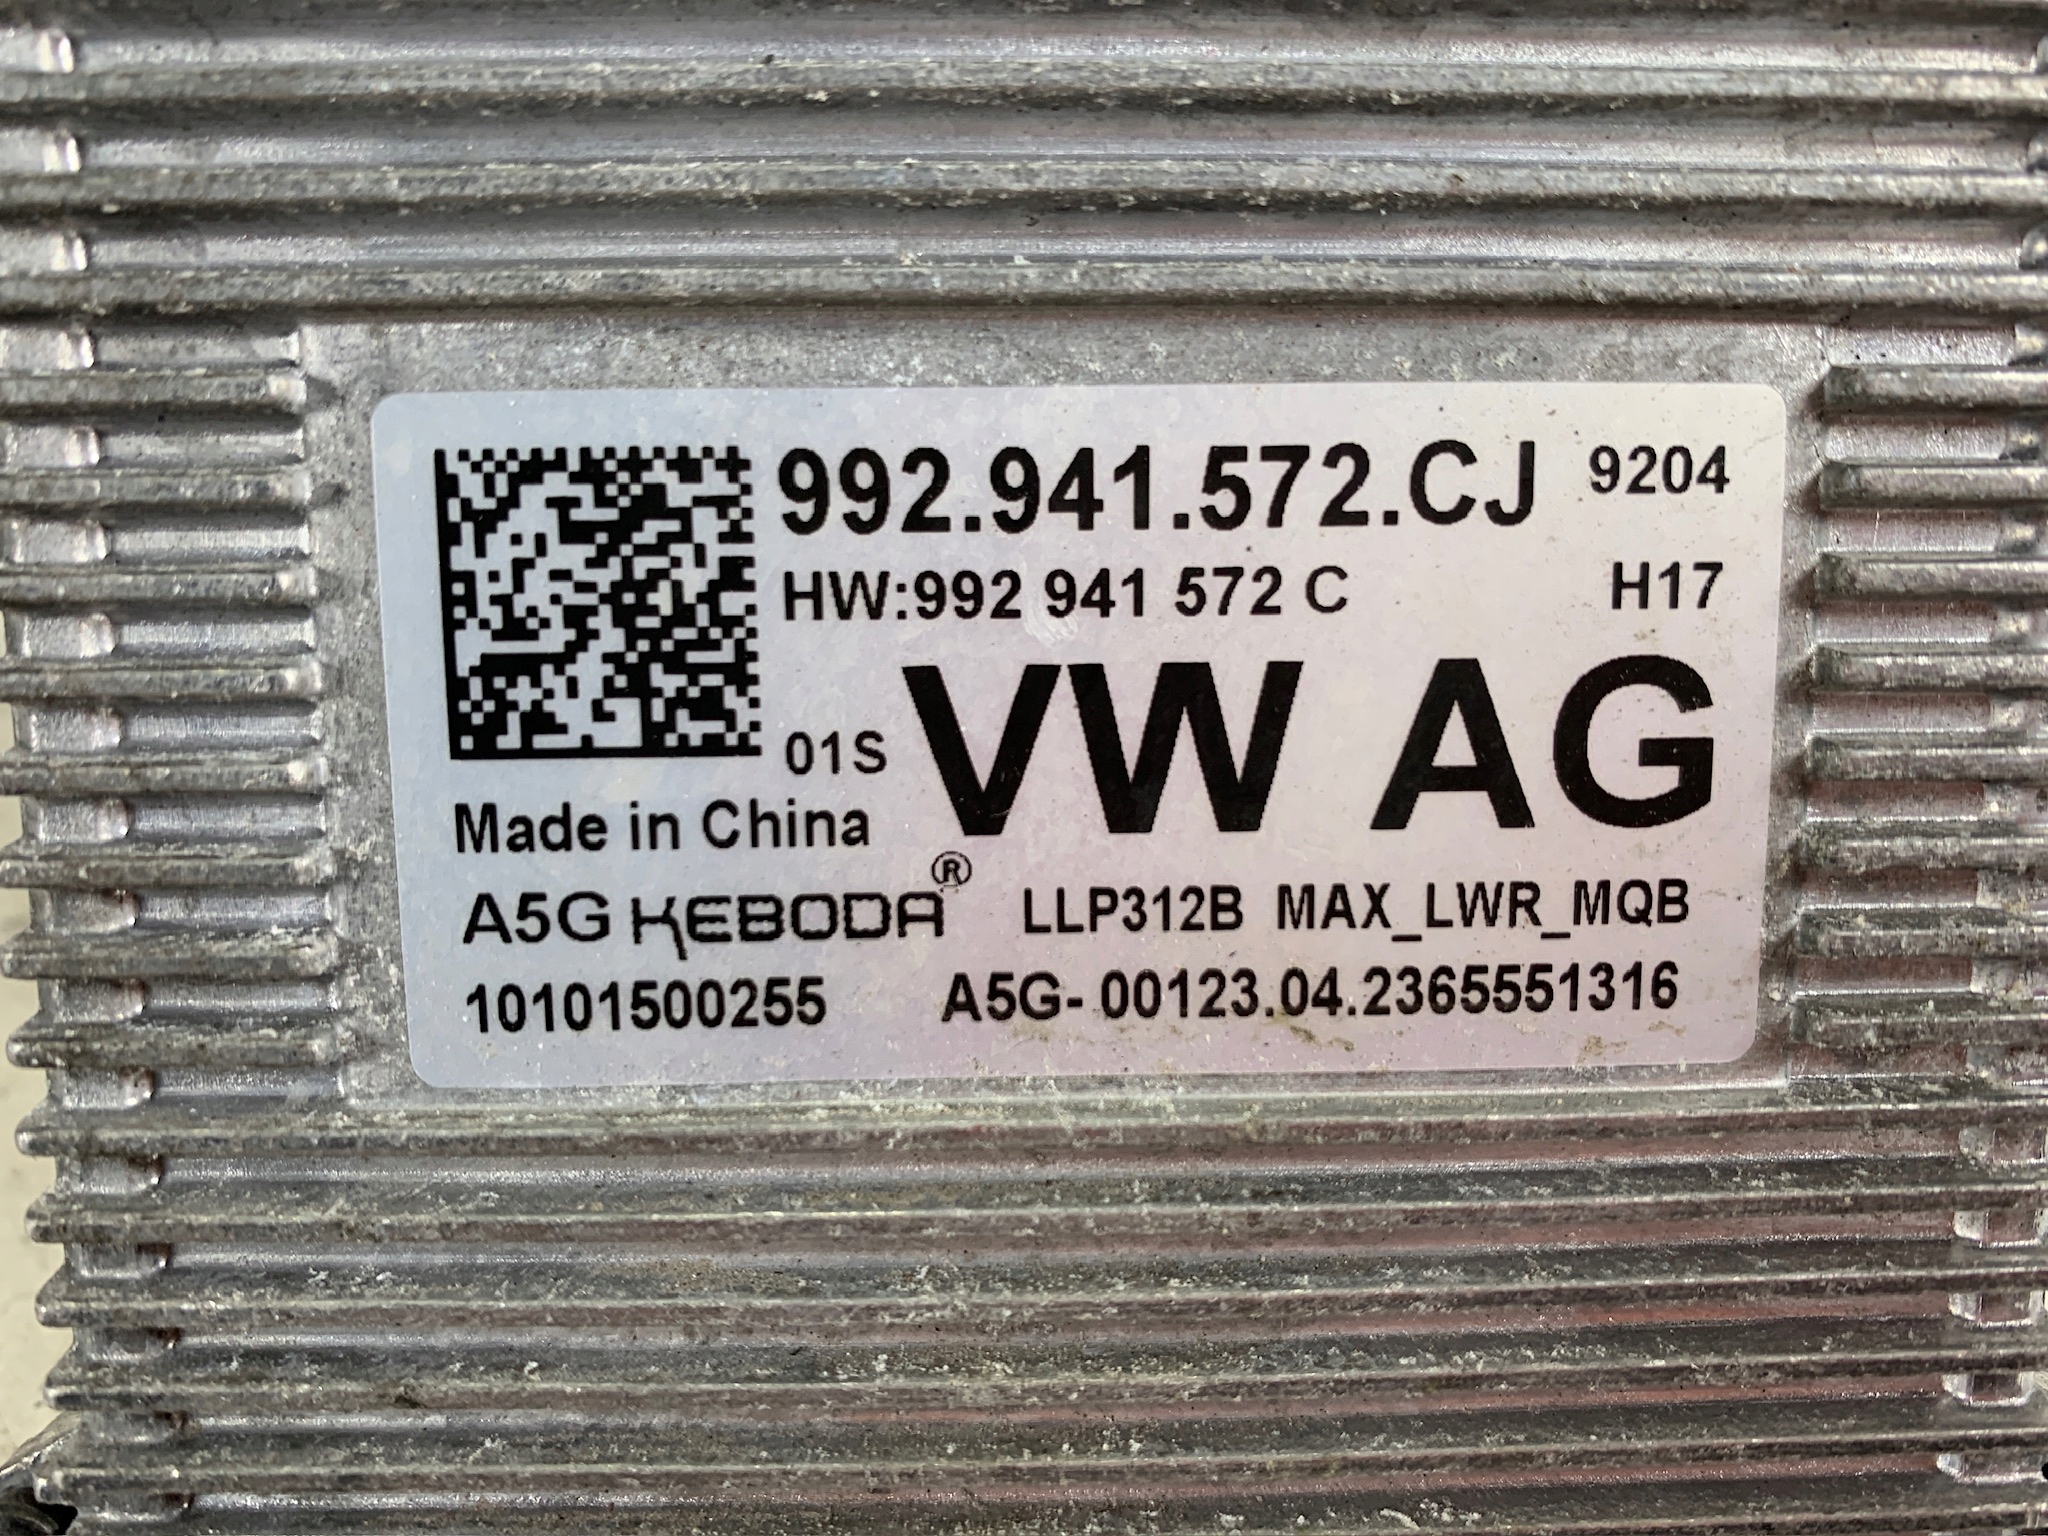 992.941.572.CJ 9204
HW:992 941 572 C H17
01S VW AG
Made in China
A5G KEBODA® LLP312B MAX_LWR_MQB
10101500255 A5G- 00123.04.2365551316